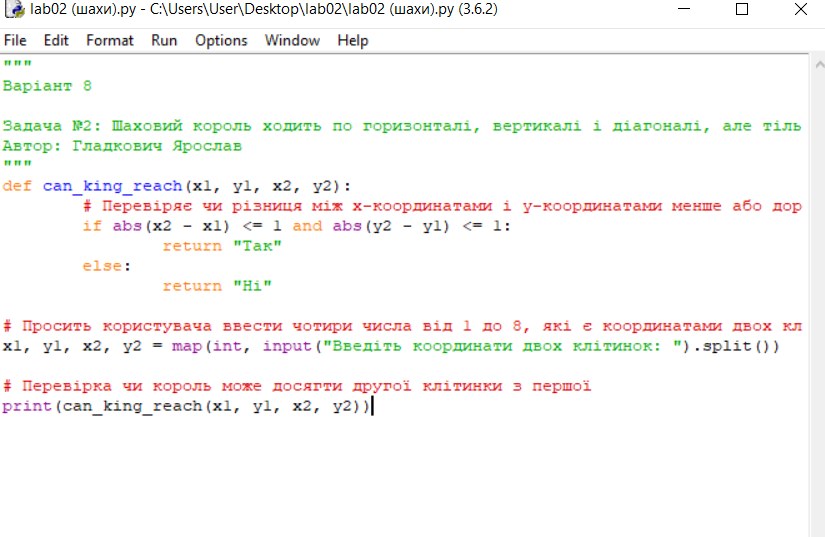 lab02 (шахи).py - C:\Users\User\Desktop\lab02\lab02 (шахи).py (3.6.2)
File Edit Format Run Options Window Help
"""
Варіант 8
Задача №2: Шаховий король ходить по горизонталі, вертикалі і діагоналі, але тіль
Автор: Гладкович Ярослав
"""
def can_king_reach(x1, y1, x2, y2):
# Перевіряє чи різниця між x-координатами і y-координатами менше або дор
if abs(x2 - x1) <= 1 and abs(y2 - y1) <= 1:
return "Так"
else:
return "Ні"
# Просить користувача ввести чотири числа від 1 до 8, які є координатами двох кл
x1, y1, x2, y2 = map(int, input("Введіть координати двох клітинок: ").split())
# Перевірка чи король може досягти другої клітинки з першої
print(can_king_reach(x1, y1, x2, y2))